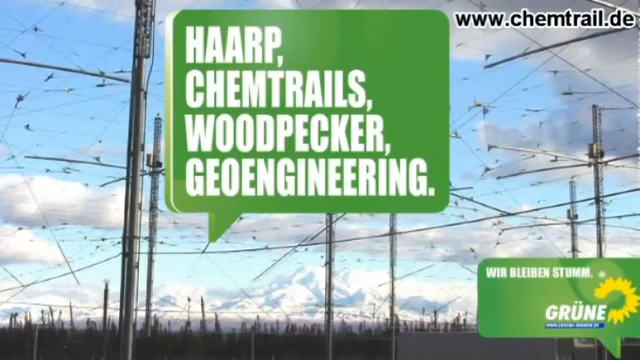 www.chemtrail.de
HAARP,
CHEMTRAILS,
WOODPECKER,
GEOENGINEERING.
WIR BLEIBEN STUMM.
GRÜNE